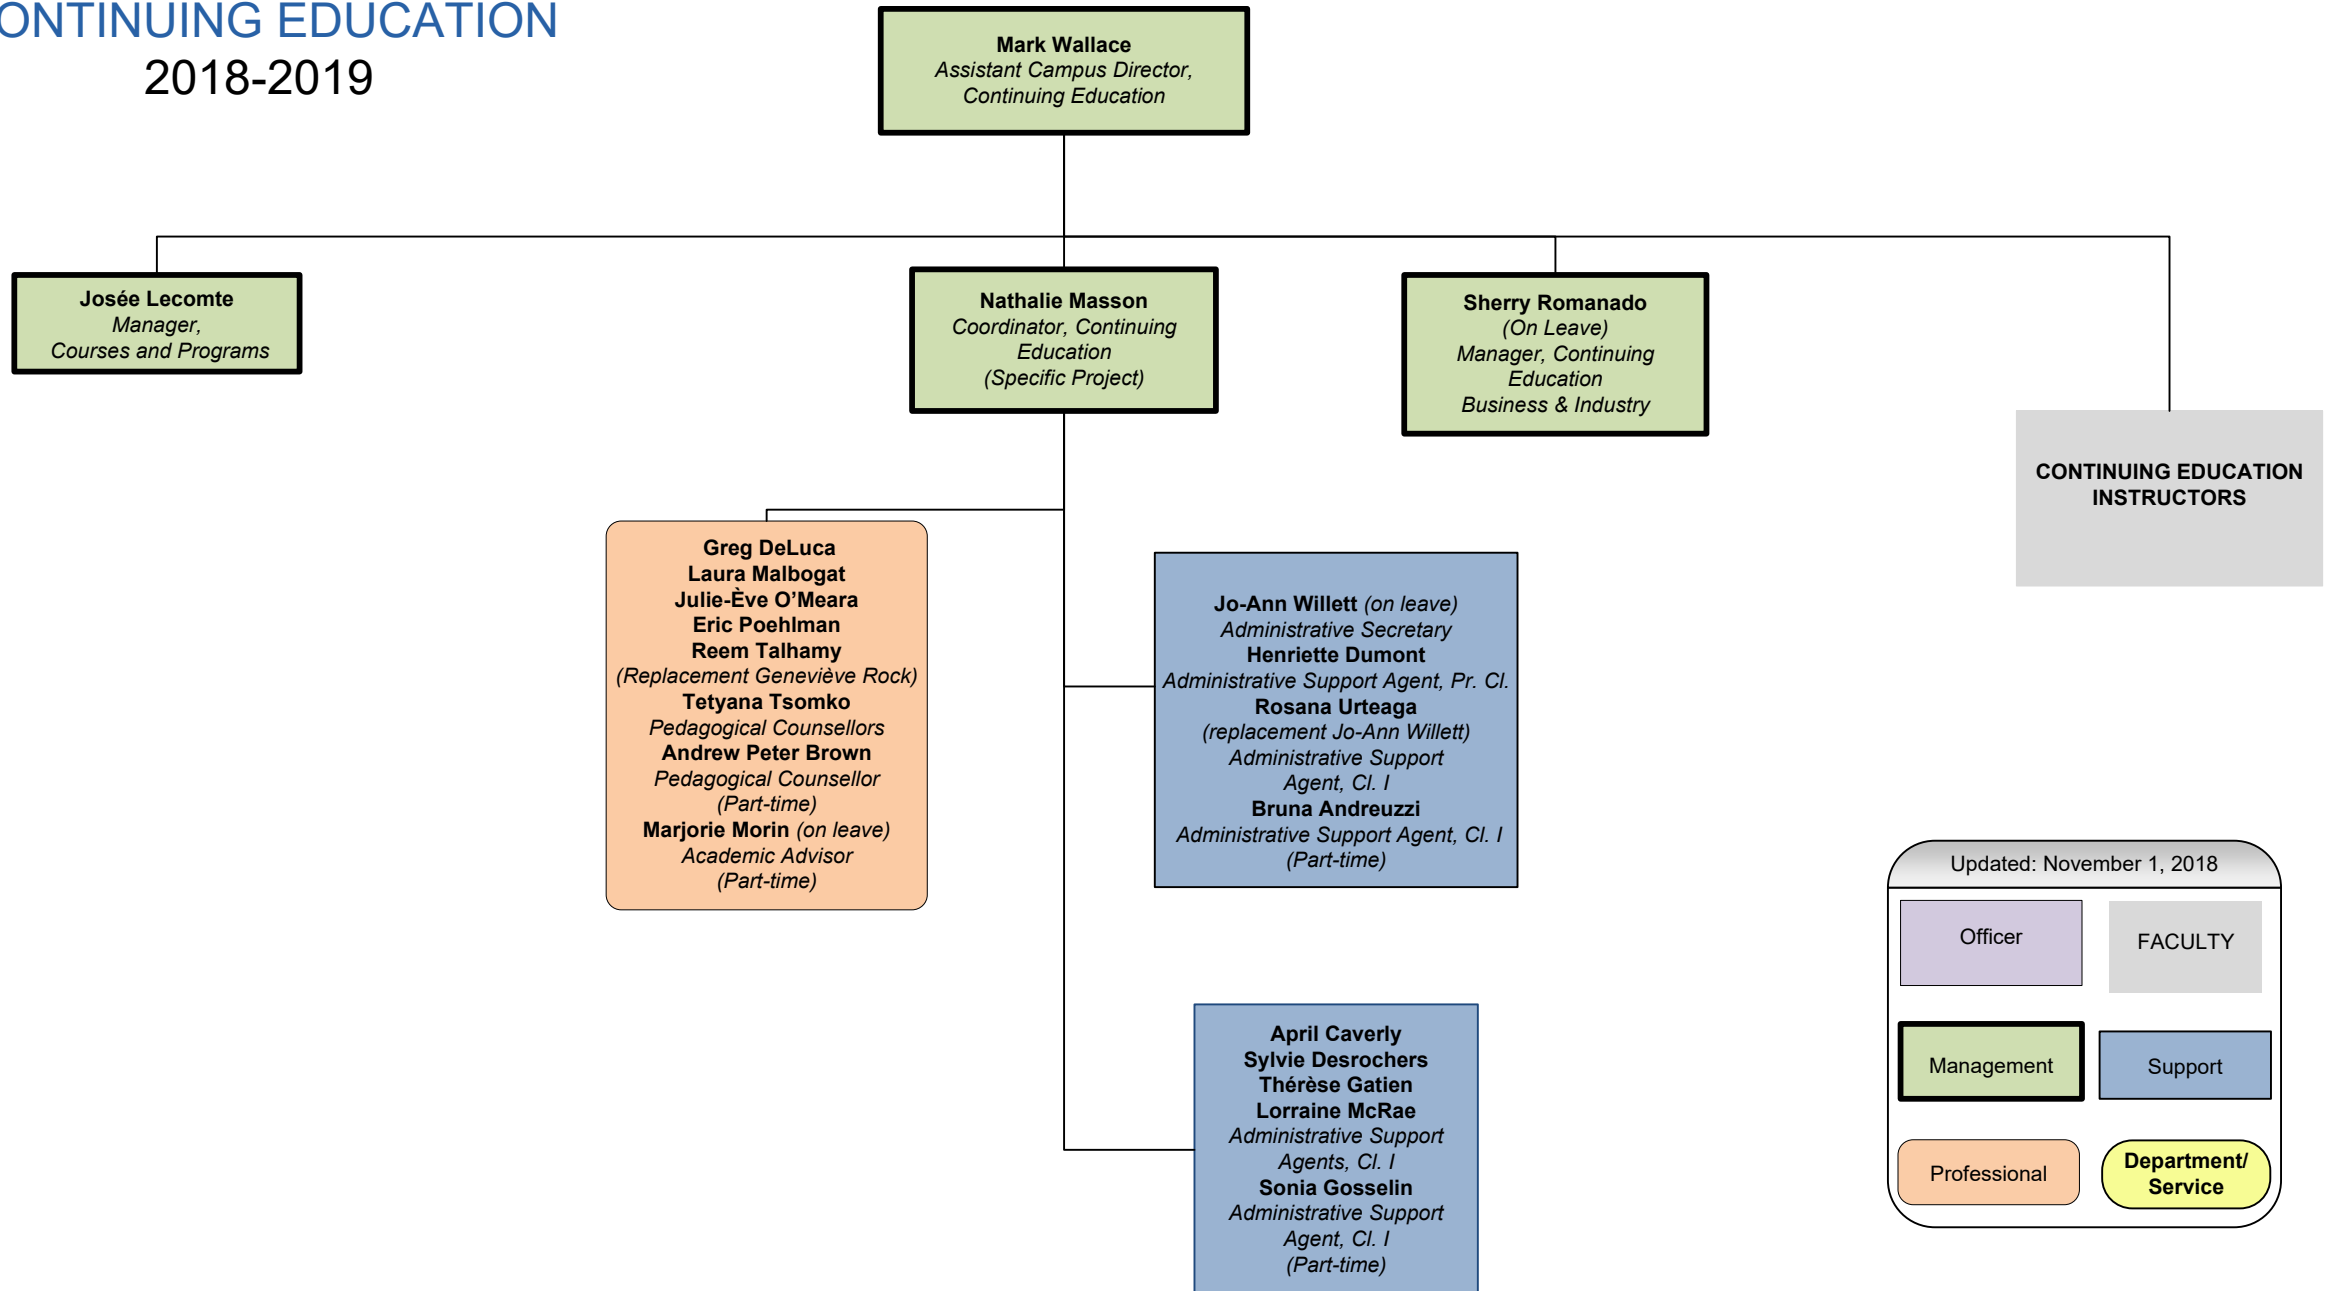 ONTINUING EDUCATION
2018-2019
Mark Wallace
Assistant Campus Director,
Continuing Education
Josée Lecomte
Manager,
Courses and Programs
Nathalie Masson
Coordinator, Continuing
Education
(Specific Project)
Sherry Romanado
(On Leave)
Manager, Continuing
Education
Business & Industry
CONTINUING EDUCATION
INSTRUCTORS
Greg DeLuca
Laura Malbogat
Julie-Ève O’Meara
Eric Poehlman
Reem Talhamy
(Replacement Geneviève Rock)
Tetyana Tsomko
Pedagogical Counsellors
Andrew Peter Brown
Pedagogical Counsellor
(Part-time)
Marjorie Morin (on leave)
Academic Advisor
(Part-time)
Jo-Ann Willett (on leave)
Administrative Secretary
Henriette Dumont
Administrative Support Agent, Pr. Cl.
Rosana Urteaga
(replacement Jo-Ann Willett)
Administrative Support
Agent, Cl. I
Bruna Andreuzzi
Administrative Support Agent, Cl. I
(Part-time)
April Caverly
Sylvie Desrochers
Thérèse Gatien
Lorraine McRae
Administrative Support
Agents, Cl. I
Sonia Gosselin
Administrative Support
Agent, Cl. I
(Part-time)
Updated: November 1, 2018
Officer
FACULTY
Management
Support
Professional
Department/
Service